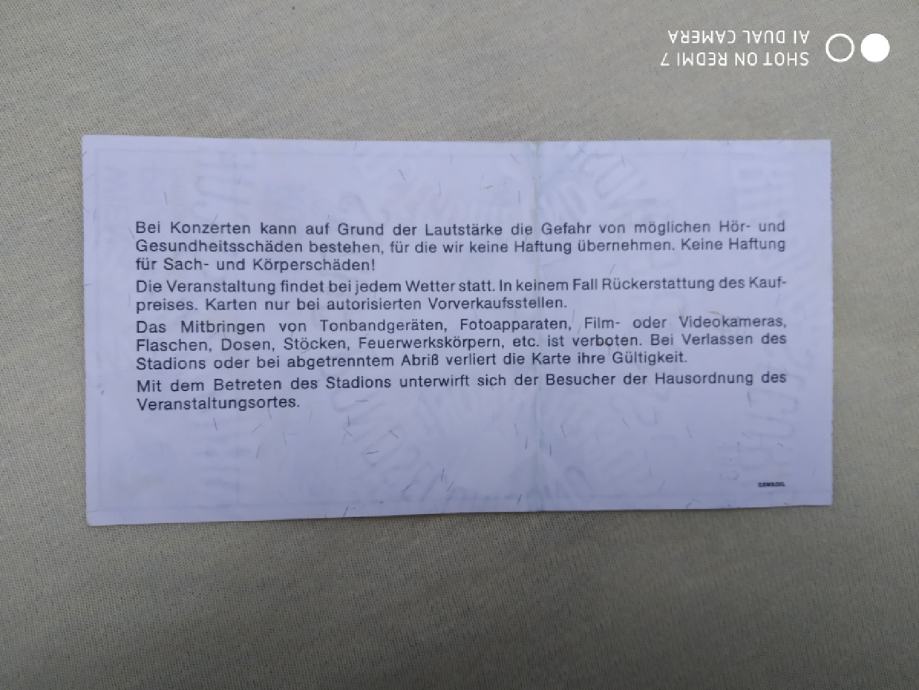 SHOT ON REDMI 7
AI DUAL CAMERA
Bei Konzerten kann auf Grund der Lautstärke die Gefahr von möglichen Hör- und
Gesundheitsschäden bestehen, für die wir keine Haftung übernehmen. Keine Haftung
für Sach- und Körperschäden!
Die Veranstaltung findet bei jedem Wetter statt. In keinem Fall Rückerstattung des Kauf-
preises. Karten nur bei autorisierten Vorverkaufsstellen.
Das Mitbringen von Tonbandgeräten, Fotoapparaten, Film- oder Videokameras,
Flaschen, Dosen, Stöcken, Feuerwerkskörpern, etc. ist verboten. Bei Verlassen des
Stadions oder bei abgetrenntem Abriß verliert die Karte ihre Gültigkeit.
Mit dem Betreten des Stadions unterwirft sich der Besucher der Hausordnung des
Veranstaltungsortes.